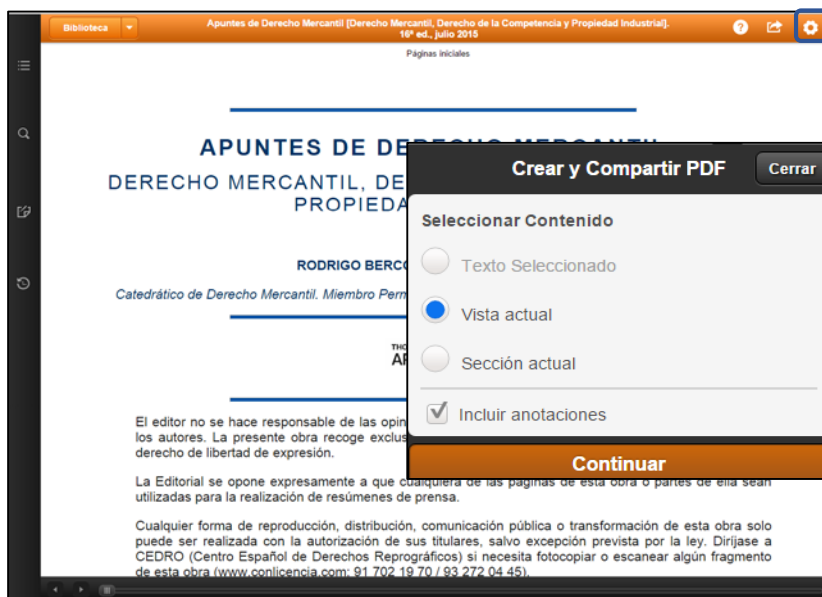 Biblioteca
Apuntes de Derecho Mercantil [Derecho Mercantil, Derecho de la Competencia y Propiedad Industrial].
16ª ed., julio 2015
Páginas iniciales
APUNTES DE DERECHO MERCANTIL
DERECHO MERCANTIL, DE
PROPIEDA
RODRIGO BERCO
Catedrático de Derecho Mercantil. Miembro Perm
THO
AR
El editor no se hace responsable de las opin
los autores. La presente obra recoge exclus
derecho de libertad de expresión.
La Editorial se opone expresamente a que cualquiera de las páginas de esta obra o partes de ella sean
utilizadas para la realización de resúmenes de prensa.
Cualquier forma de reproducción, distribución, comunicación pública o transformación de esta obra solo
puede ser realizada con la autorización de sus titulares, salvo excepción prevista por la ley. Diríjase a
CEDRO (Centro Español de Derechos Reprográficos) si necesita fotocopiar o escanear algún fragmento
de esta obra (www.conlicencia.com; 91 702 19 70 / 93 272 04 45).
Crear y Compartir PDF
Cerrar
Seleccionar Contenido
Texto Seleccionado
Vista actual
Sección actual
Incluir anotaciones
Continuar